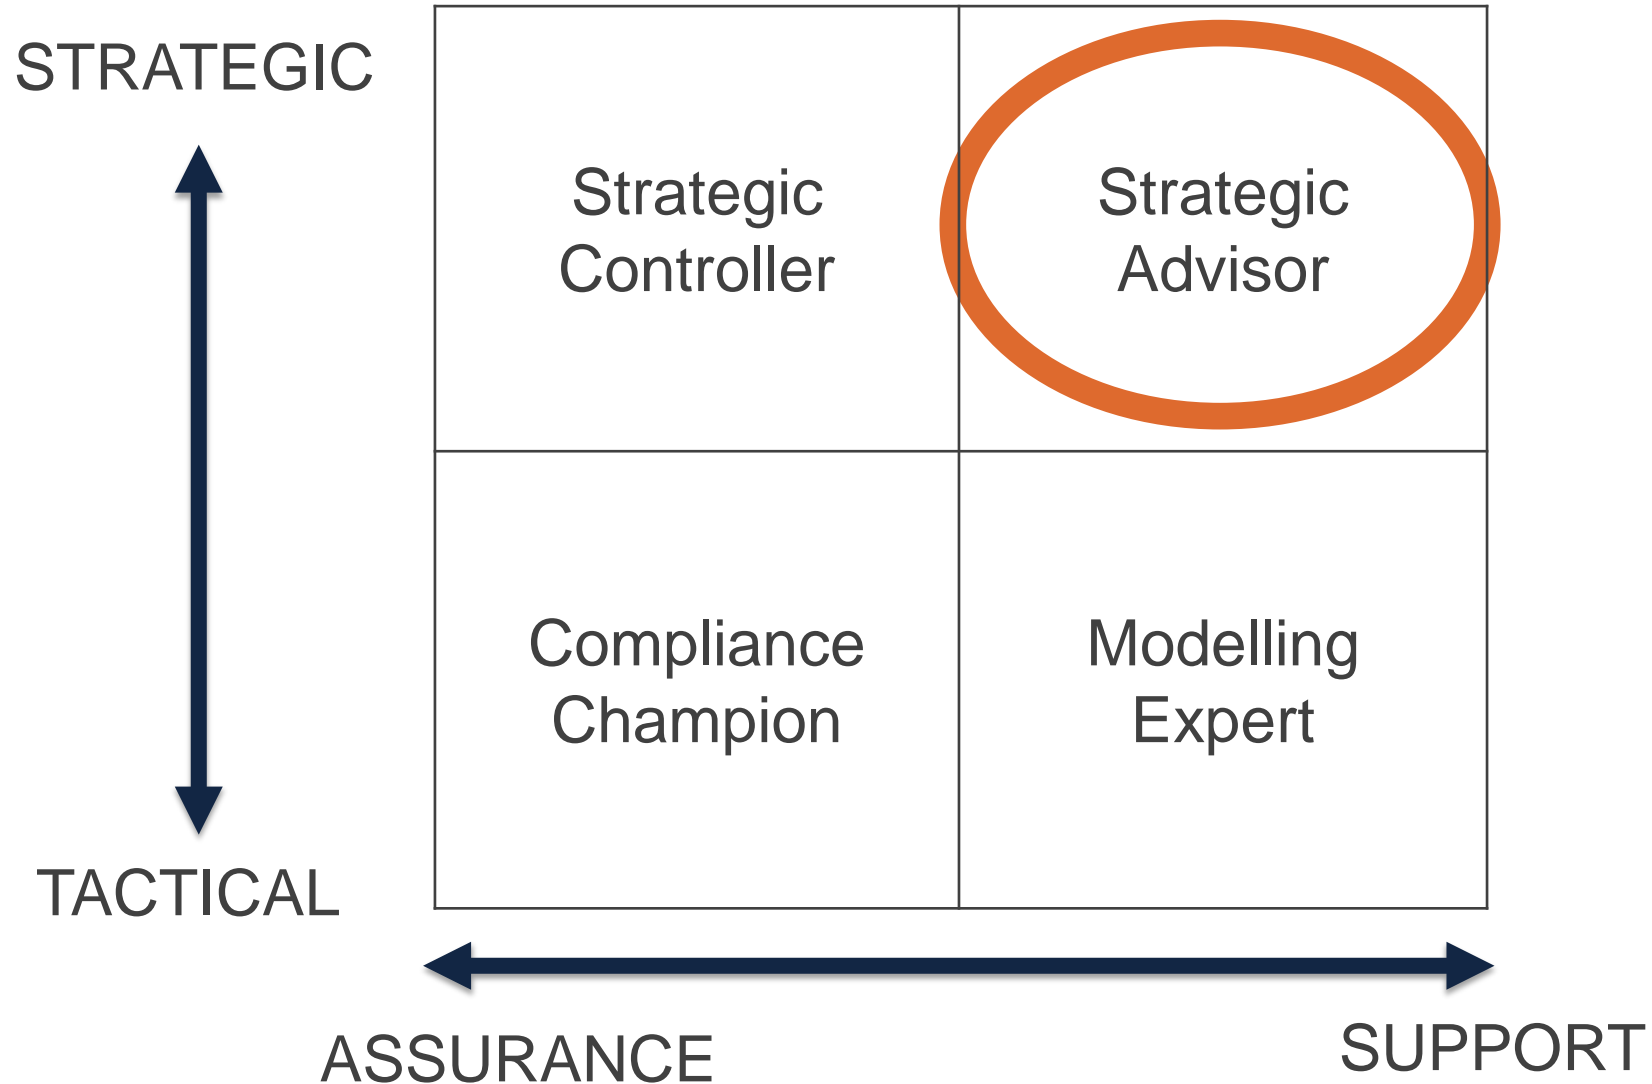 STRATEGIC
Strategic
Controller
Strategic
Advisor
Compliance
Champion
Modelling
Expert
TACTICAL
ASSURANCE
SUPPORT